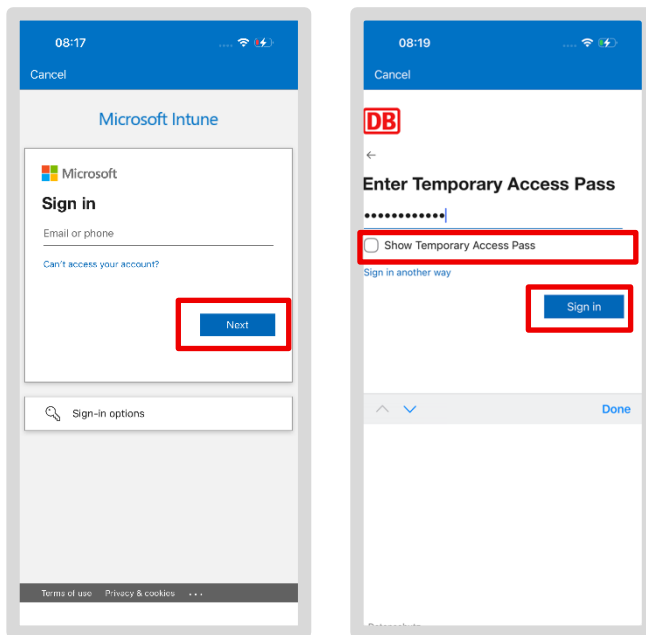 08:17
Cancel
Microsoft Intune
Microsoft
Sign in
Email or phone
Can't access your account?
Next
Sign-in options
Terms of use Privacy & cookies ...
08:19
Cancel
DB
Enter Temporary Access Pass
Show Temporary Access Pass
Sign in another way
Sign in
Done